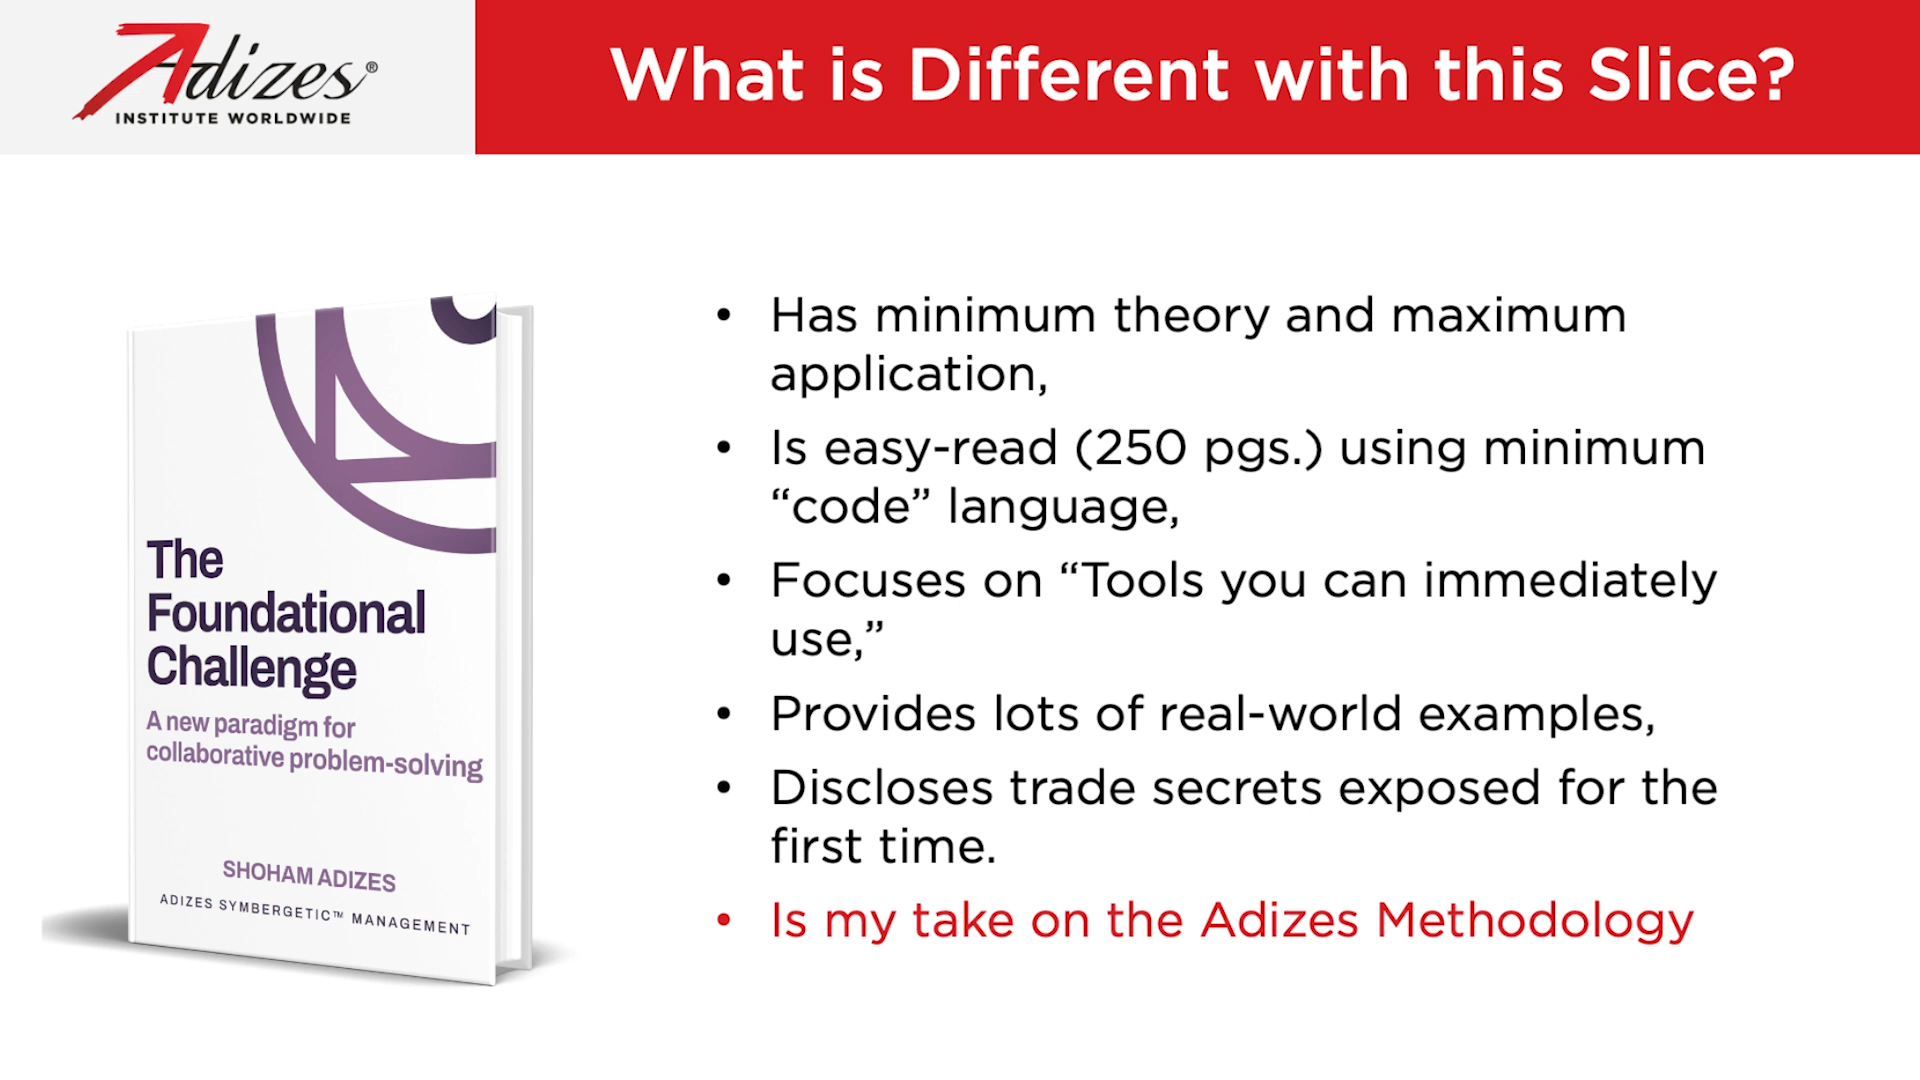 Adizes®
INSTITUTE WORLDWIDE
What is Different with this Slice?
The
Foundational
Challenge
A new paradigm for
collaborative problem-solving
SHOHAM ADIZES
ADIZES SYMBERGETIC™ MANAGEMENT
• Has minimum theory and maximum
application,
• Is easy-read (250 pgs.) using minimum
“code” language,
• Focuses on “Tools you can immediately
use,”
• Provides lots of real-world examples,
• Discloses trade secrets exposed for the
first time.
• Is my take on the Adizes Methodology